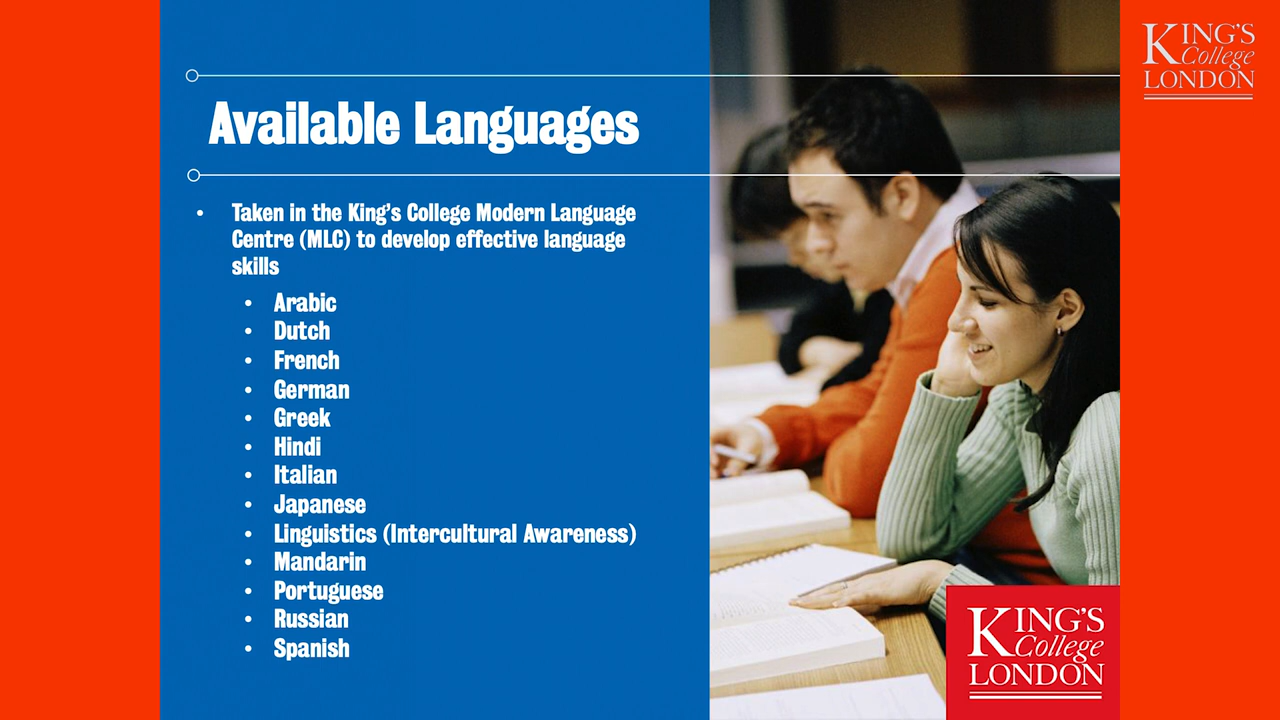 Available Languages
• Taken in the King's College Modern Language
Centre (MLC) to develop effective language
skills
• Arabic
• Dutch
• French
• German
• Greek
• Hindi
• Italian
• Japanese
• Linguistics (Intercultural Awareness)
• Mandarin
• Portuguese
• Russian
• Spanish
KING'S
College
LONDON
KING'S
College
LONDON